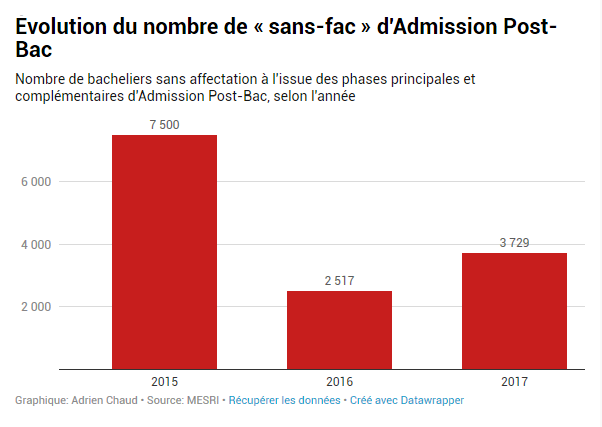 Évolution du nombre de « sans-fac » d'Admission Post-
Bac
Nombre de bacheliers sans affectation à l'issue des phases principales et
complémentaires d'Admission Post-Bac, selon l'année
7 500
6 000
4 000
3 729
2 517
2 000
2015
2016
2017
Graphique: Adrien Chaud • Source: MESRI • Récupérer les données • Créé avec Datawrapper